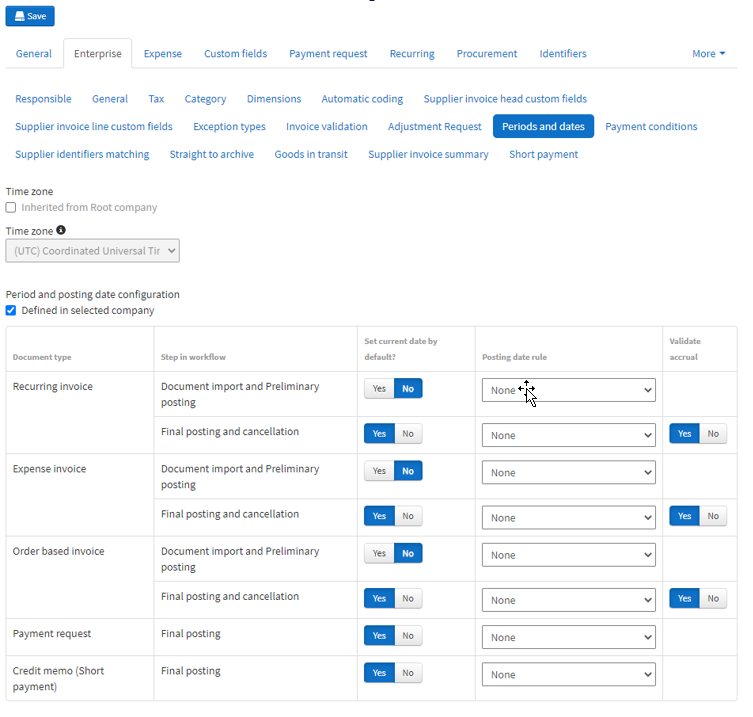 Save
General Enterprise Expense Custom fields Payment request Recurring Procurement Identifiers More
Responsible General Tax Category Dimensions Automatic coding Supplier invoice head custom fields
Supplier invoice line custom fields Exception types Invoice validation Adjustment Request Periods and dates Payment conditions
Supplier identifiers matching Straight to archive Goods in transit Supplier invoice summary Short payment
Time zone
Inherited from Root company
Time zone
(UTC) Coordinated Universal Tir
Period and posting date configuration
Defined in selected company
Set current date by Validate
Document type Step in workflow default? Posting date rule accrual
Recurring invoice Document import and Preliminary Yes No None
posting
Final posting and cancellation Yes No None Yes No
Expense invoice Document import and Preliminary Yes No None
posting
Final posting and cancellation Yes No None Yes No
Order based invoice Document import and Preliminary Yes No None
posting
Final posting and cancellation Yes No None Yes No
Payment request Final posting Yes No None
Credit memo (Short Final posting Yes No None
payment)